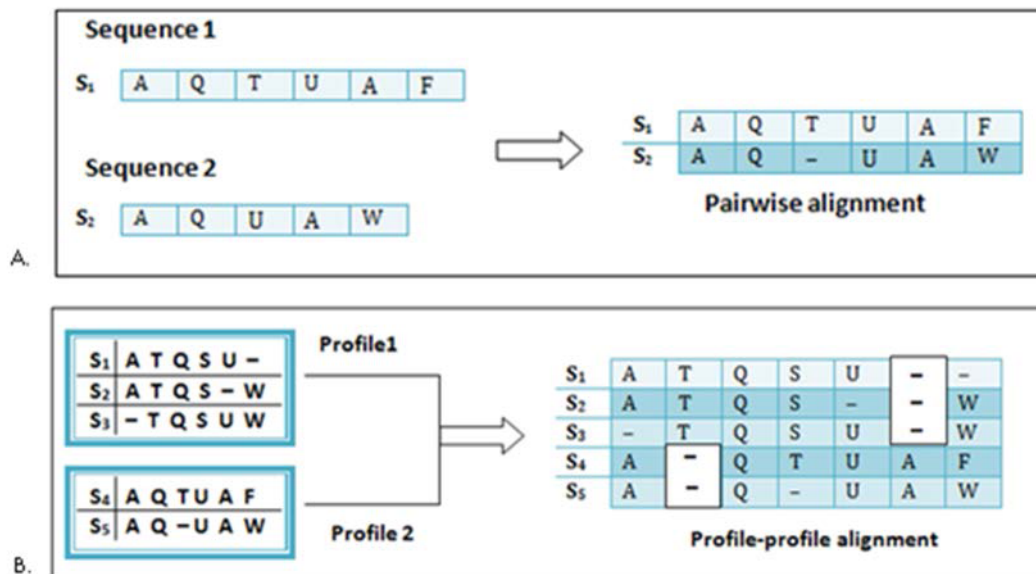 Sequence 1
S₁ A Q T U A F
Sequence 2
S₂ A Q U A W
S₁ A Q T U A F
S₂ A Q – U A W
Pairwise alignment
A.
S₁ A T Q S U –
S₂ A T Q S – W
S₃ – T Q S U W
Profile1
S₄ A Q T U A F
S₅ A Q – U A W
Profile 2
S₁ A T Q S U – –
S₂ A T Q S – – W
S₃ – T Q S U – W
S₄ A – Q T U A F
S₅ A – Q – U A W
Profile-profile alignment
B.